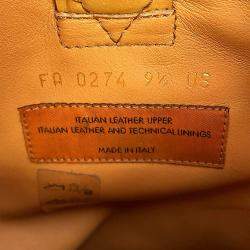 FA 0274 9½ US
ITALIAN LEATHER UPPER
ITALIAN LEATHER AND TECHNICAL LININGS
MADE IN ITALY